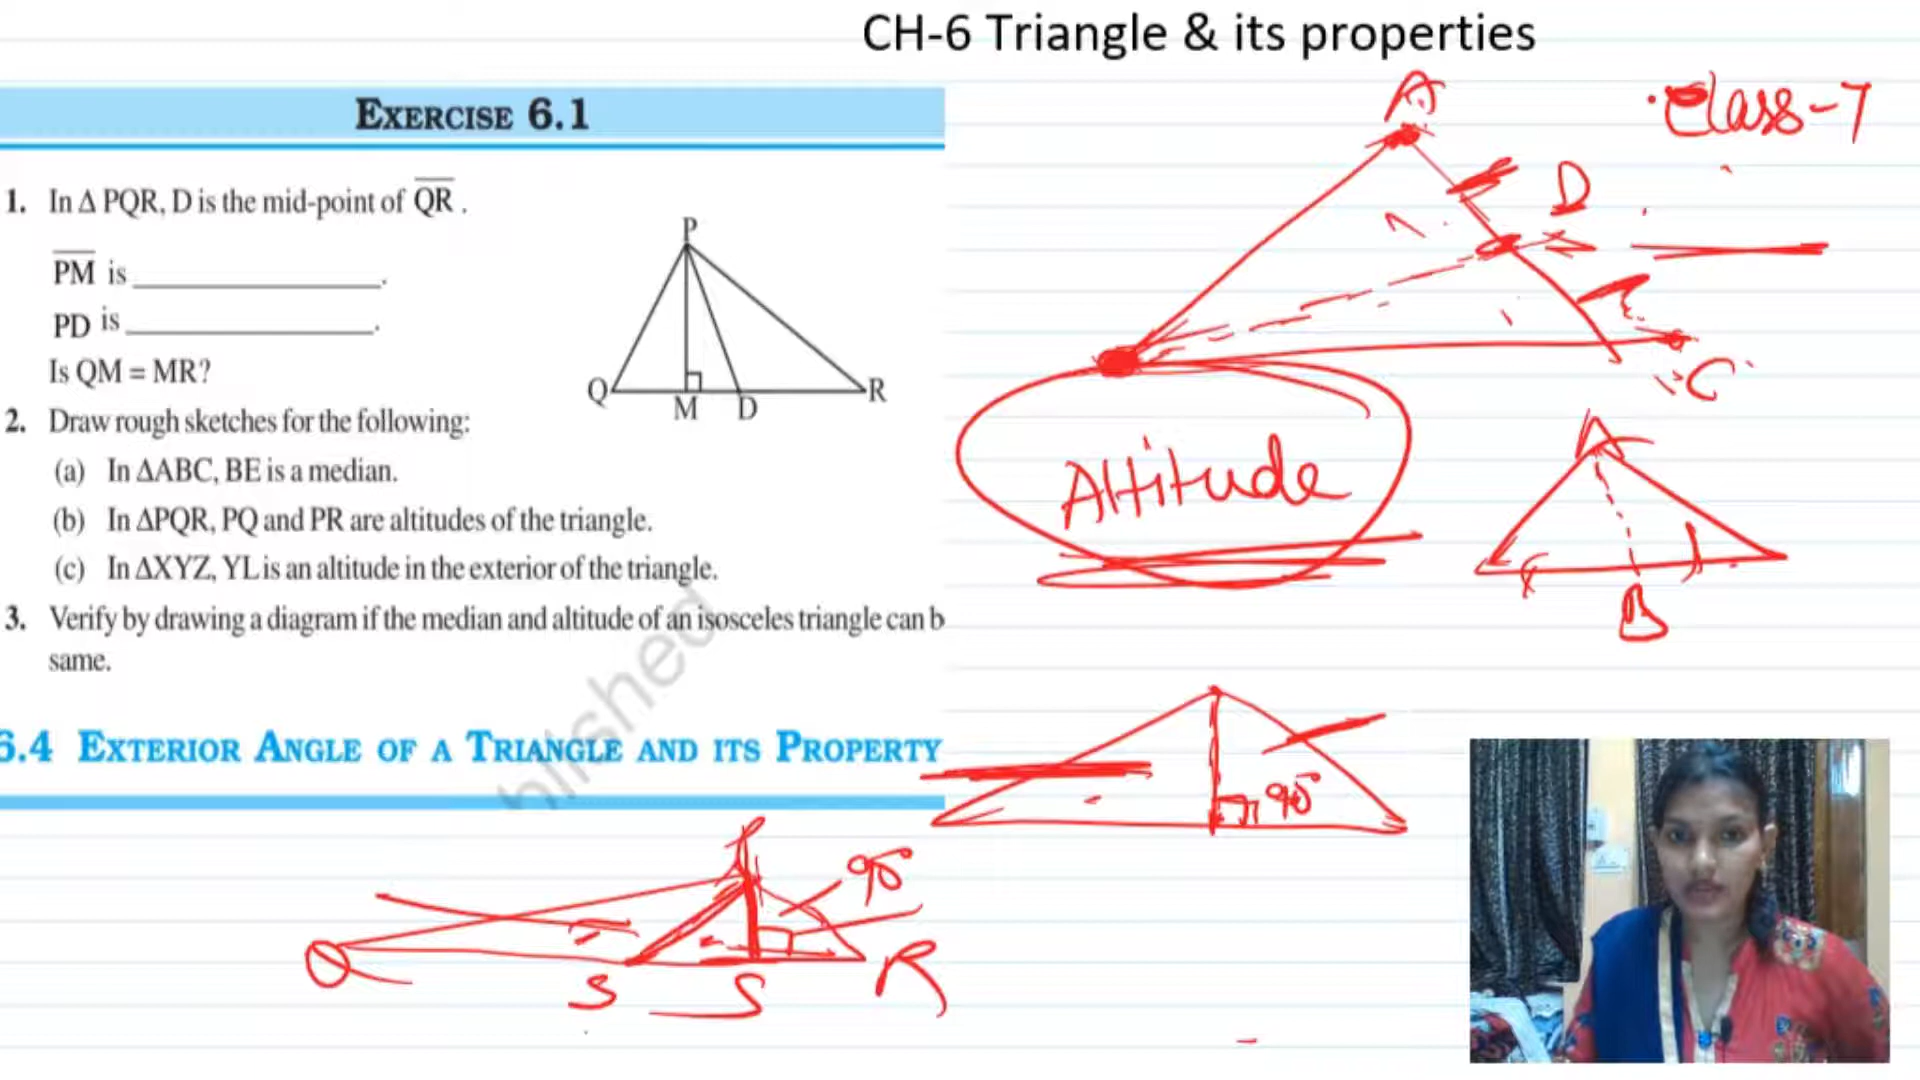 CH-6 Triangle & its properties
Class-7
EXERCISE 6.1
1. In Δ PQR, D is the mid-point of QR .
PM is ____________.
PD is ____________.
Is QM = MR?
P
Q
M
D
R
2. Draw rough sketches for the following:
(a) In ΔABC, BE is a median.
(b) In ΔPQR, PQ and PR are altitudes of the triangle.
(c) In ΔXYZ, YL is an altitude in the exterior of the triangle.
3. Verify by drawing a diagram if the median and altitude of an isosceles triangle can b
same.
6.4 EXTERIOR ANGLE OF A TRIANGLE AND ITS PROPERTY
blished
A
D
C
Altitude
A
B
90°
90°
Q
S
S
R